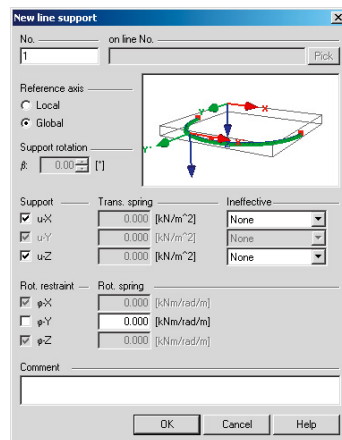 New line support
No. on line No.
1 Pick
Reference axis
Local
Global
Support rotation
β: 0.00 [°]
X
Y
X
Y'
Support Trans. spring Ineffective
u-X 0.000 [kN/m^2] None
u-Y 0.000 [kN/m^2] None
u-Z 0.000 [kN/m^2] None
Rot. restraint Rot. spring
φ-X 0.000 [kNm/rad/m]
φ-Y 0.000 [kNm/rad/m]
φ-Z 0.000 [kNm/rad/m]
Comment
OK Cancel Help